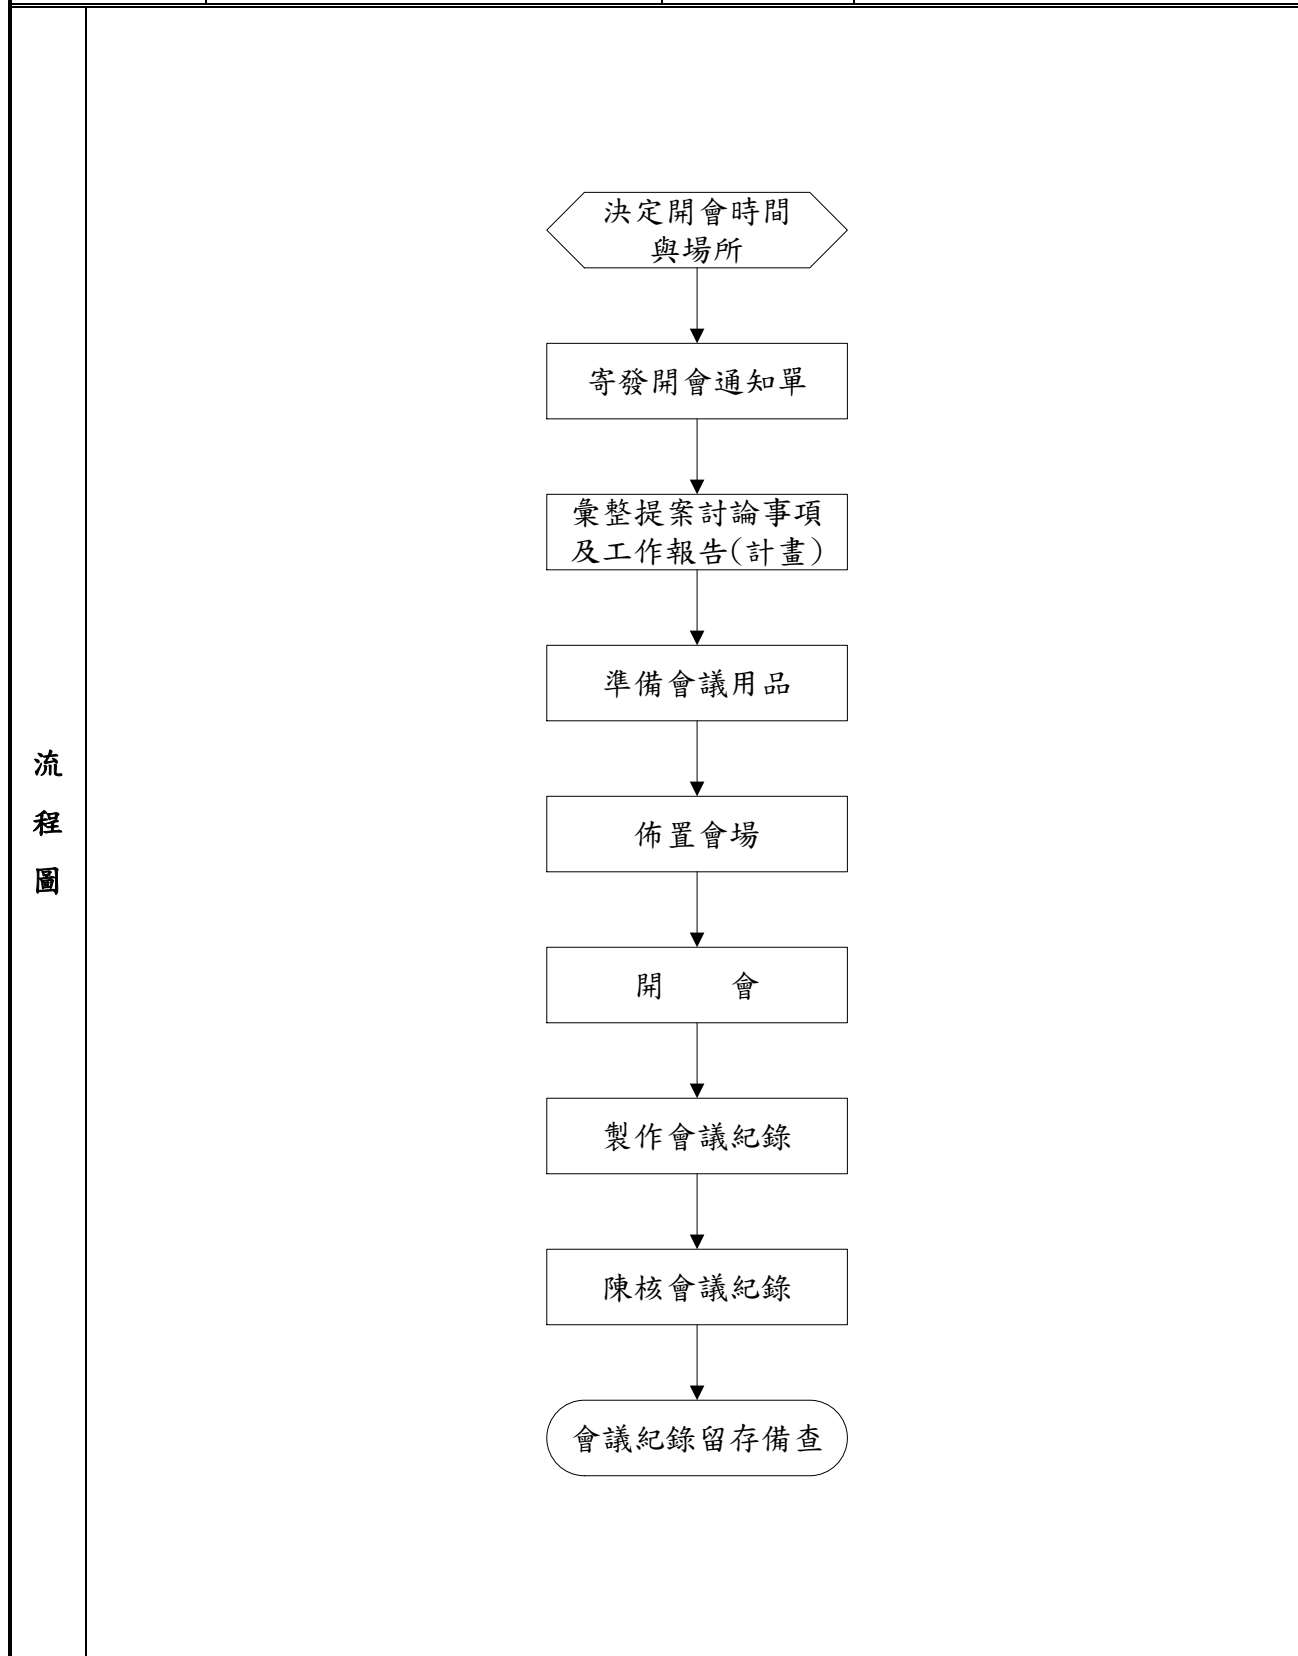 流
程
圖
決定開會時間
與場所
寄發開會通知單
彙整提案討論事項
及工作報告(計畫)
準備會議用品
佈置會場
開　　會
製作會議紀錄
陳核會議紀錄
會議紀錄留存備查